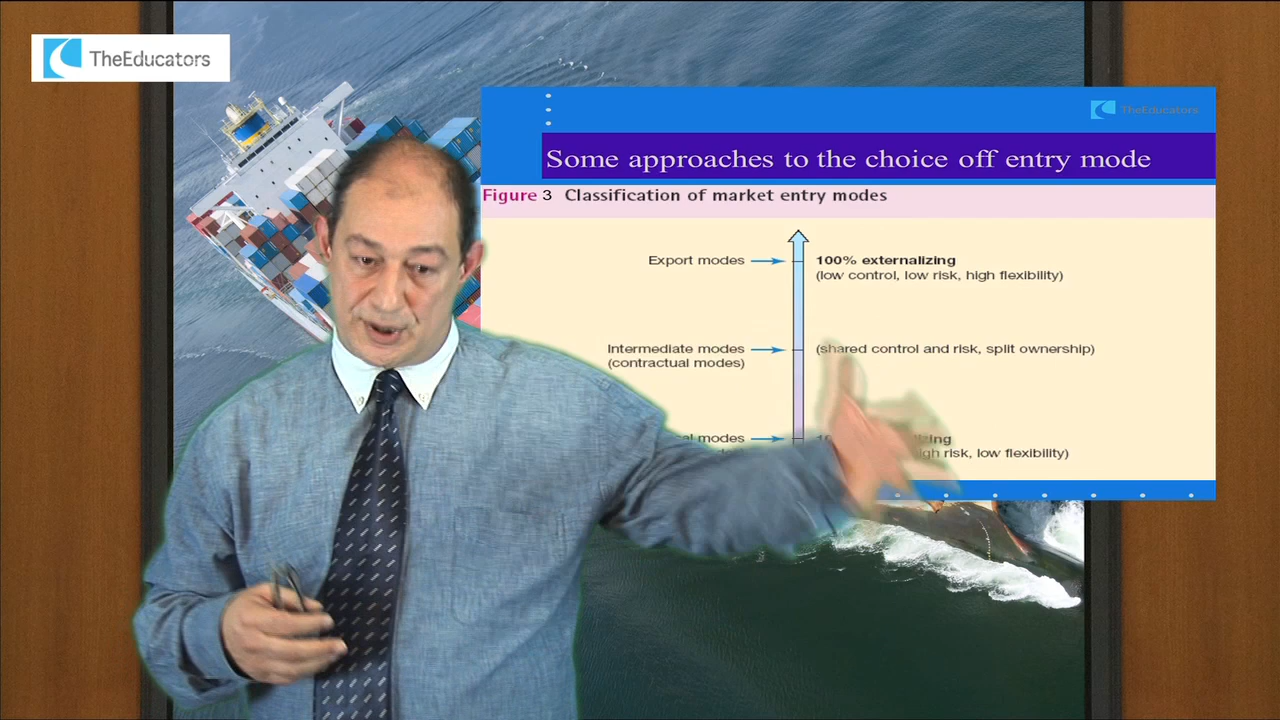 TheEducators
TheEducators
Some approaches to the choice off entry mode
Figure 3 Classification of market entry modes
Export modes
100% externalizing
(low control, low risk, high flexibility)
Intermediate modes
(contractual modes)
(shared control and risk, split ownership)
modes
risk, low flexibility)